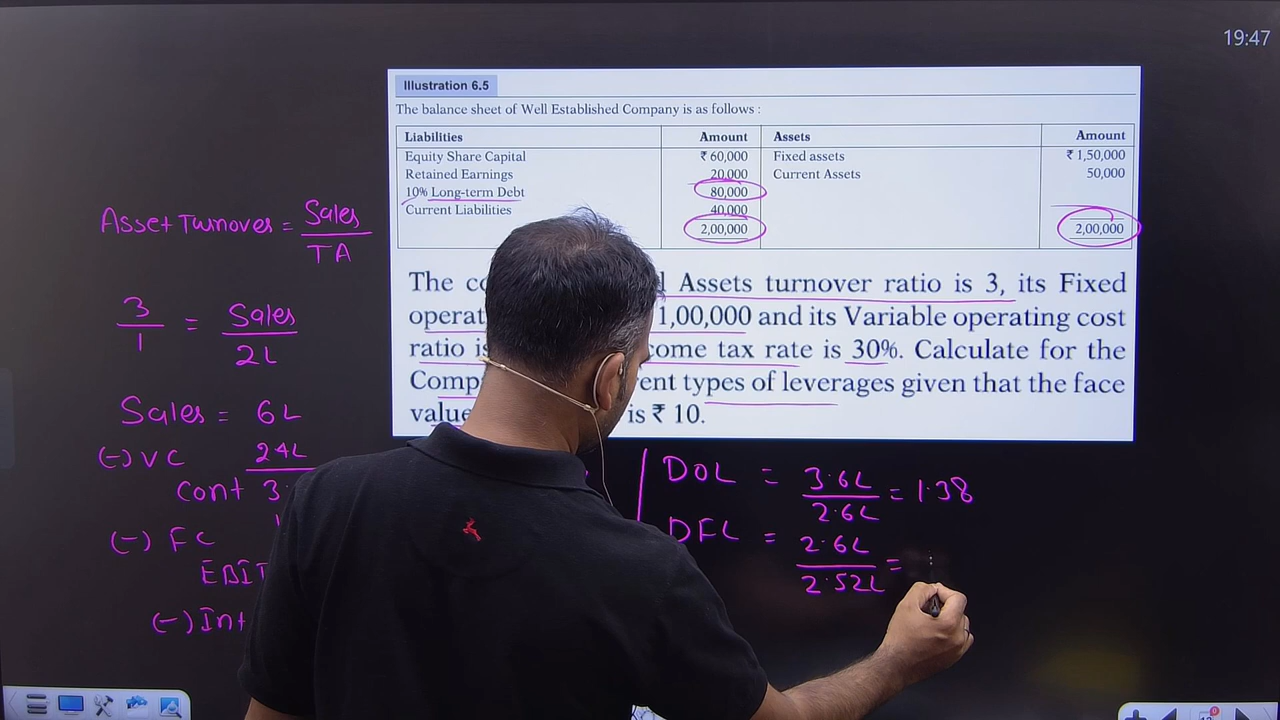 19:47
Illustration 6.5
The balance sheet of Well Established Company is as follows :
Liabilities Amount Assets Amount
Equity Share Capital ₹ 60,000 Fixed assets ₹ 1,50,000
Retained Earnings 20,000 Current Assets 50,000
10% Long-term Debt 80,000
Current Liabilities 40,000
2,00,000 2,00,000
The Assets turnover ratio is 3, its Fixed
1,00,000 and its Variable operating cost
ratio tax rate is 30%. Calculate for the
types of leverages given that the face
value is ₹ 10.
Asset Turnover = Sales / TA
3 / 1 = Sales / 2L
Sales = 6L
(-) VC 2.4L
Cont 3.
(-) FC
EBIT
(-) Int
DOL = 3.6L / 2.6L = 1.38
DFL = 2.6L / 2.52L =